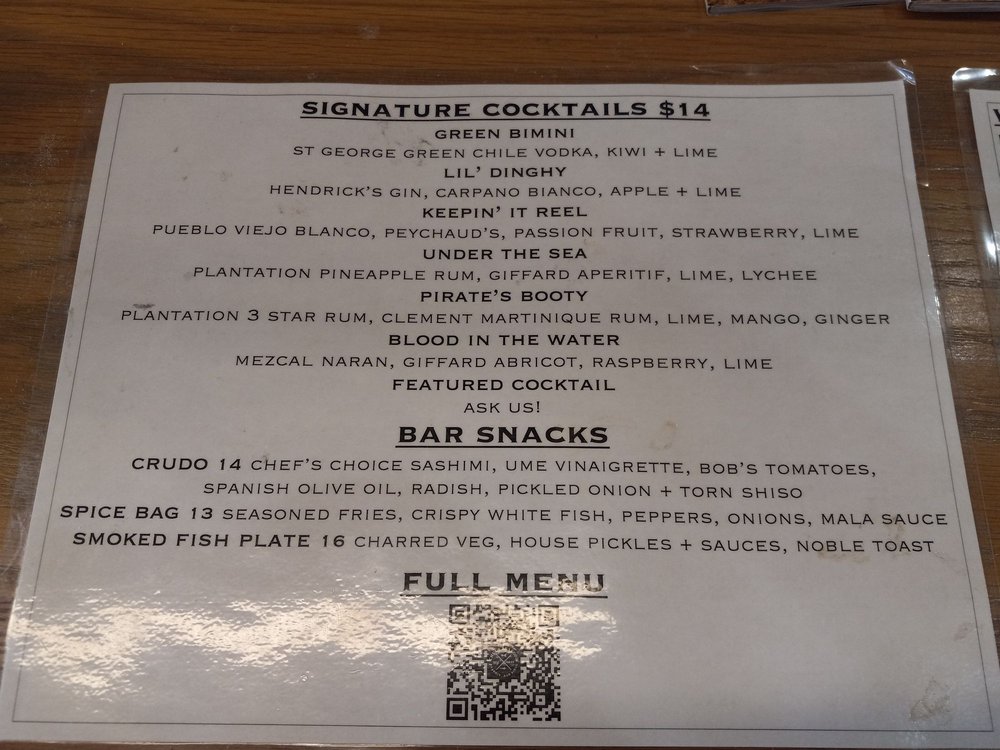 SIGNATURE COCKTAILS $14
GREEN BIMINI
ST GEORGE GREEN CHILE VODKA, KIWI + LIME
LIL' DINGHY
HENDRICK'S GIN, CARPANO BIANCO, APPLE + LIME
KEEPIN' IT REEL
PUEBLO VIEJO BLANCO, PEYCHAUD'S, PASSION FRUIT, STRAWBERRY, LIME
UNDER THE SEA
PLANTATION PINEAPPLE RUM, GIFFARD APERITIF, LIME, LYCHEE
PIRATE'S BOOTY
PLANTATION 3 STAR RUM, CLEMENT MARTINIQUE RUM, LIME, MANGO, GINGER
BLOOD IN THE WATER
MEZCAL NARAN, GIFFARD ABRICOT, RASPBERRY, LIME
FEATURED COCKTAIL
ASK US!
BAR SNACKS
CRUDO 14 CHEF'S CHOICE SASHIMI, UME VINAIGRETTE, BOB'S TOMATOES,
SPANISH OLIVE OIL, RADISH, PICKLED ONION + TORN SHISO
SPICE BAG 13 SEASONED FRIES, CRISPY WHITE FISH, PEPPERS, ONIONS, MALA SAUCE
SMOKED FISH PLATE 16 CHARRED VEG, HOUSE PICKLES + SAUCES, NOBLE TOAST
FULL MENU